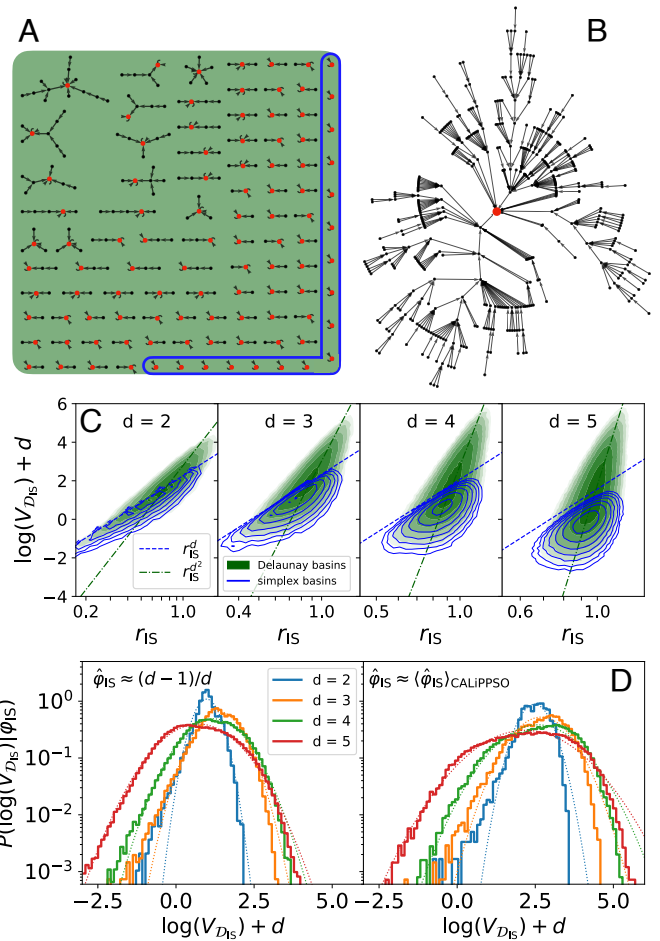 A
B
C
d = 2
d = 3
d = 4
d = 5
6
4
2
0
−2
−4
log(V_{𝒟_IS}) + d
r_IS^d
r_IS^{d²}
Delaunay basins
simplex basins
0.2 1.0
0.4 1.0
0.6 1.0
0.6 1.0
r_IS r_IS r_IS r_IS
D
φ̂_IS ≈ (d − 1)/d
φ̂_IS ≈ ⟨φ̂_IS⟩_CALiPPSO
d = 2
d = 3
d = 4
d = 5
10^0
10^−1
10^−2
10^−3
P(log(V_{𝒟_IS})|φ_IS)
−2.5 0.0 2.5 5.0
−2.5 0.0 2.5 5.0
log(V_{𝒟_IS}) + d log(V_{𝒟_IS}) + d